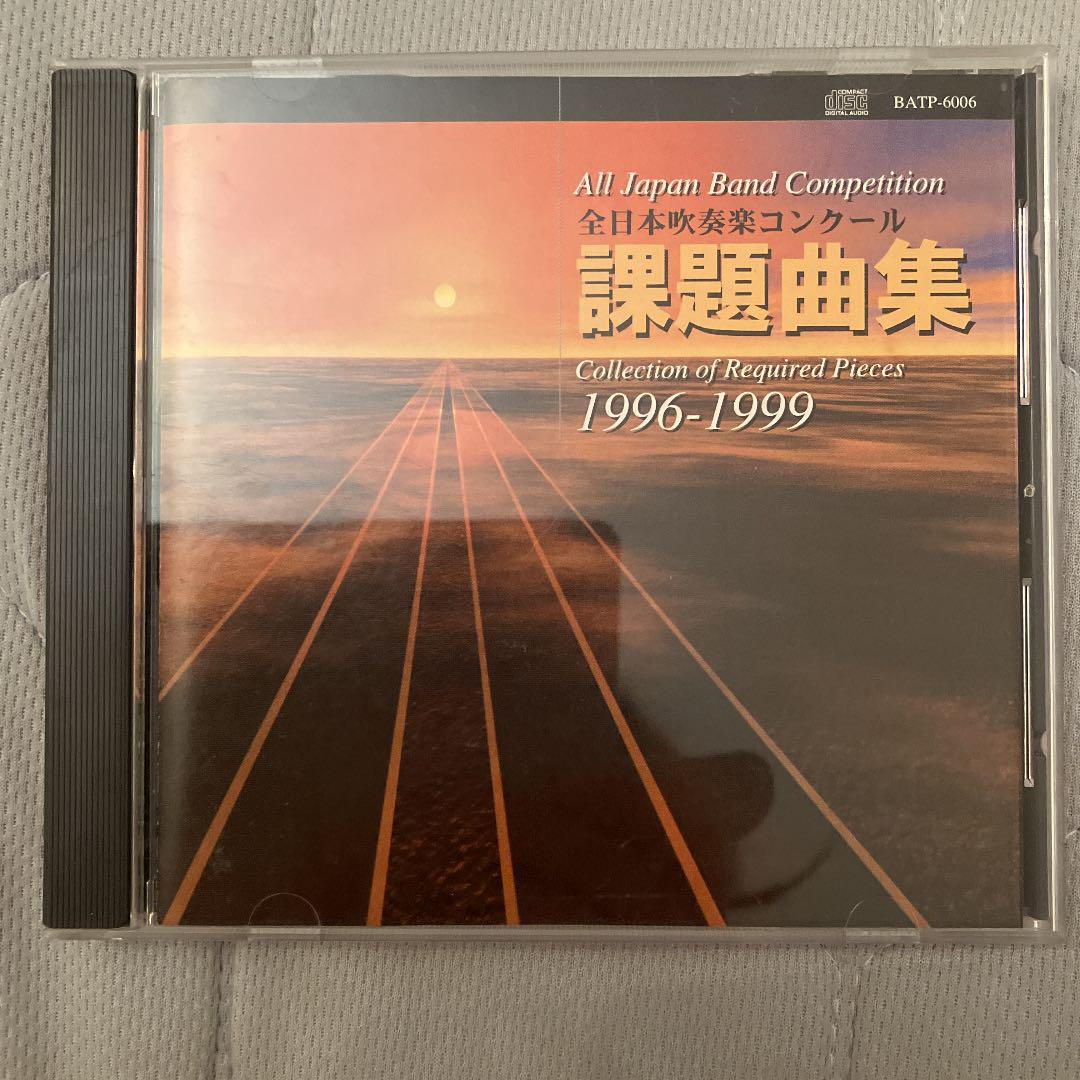 COMPACT
disc
DIGITAL AUDIO
BATP-6006
All Japan Band Competition
全日本吹奏楽コンクール
課題曲集
Collection of Required Pieces
1996-1999